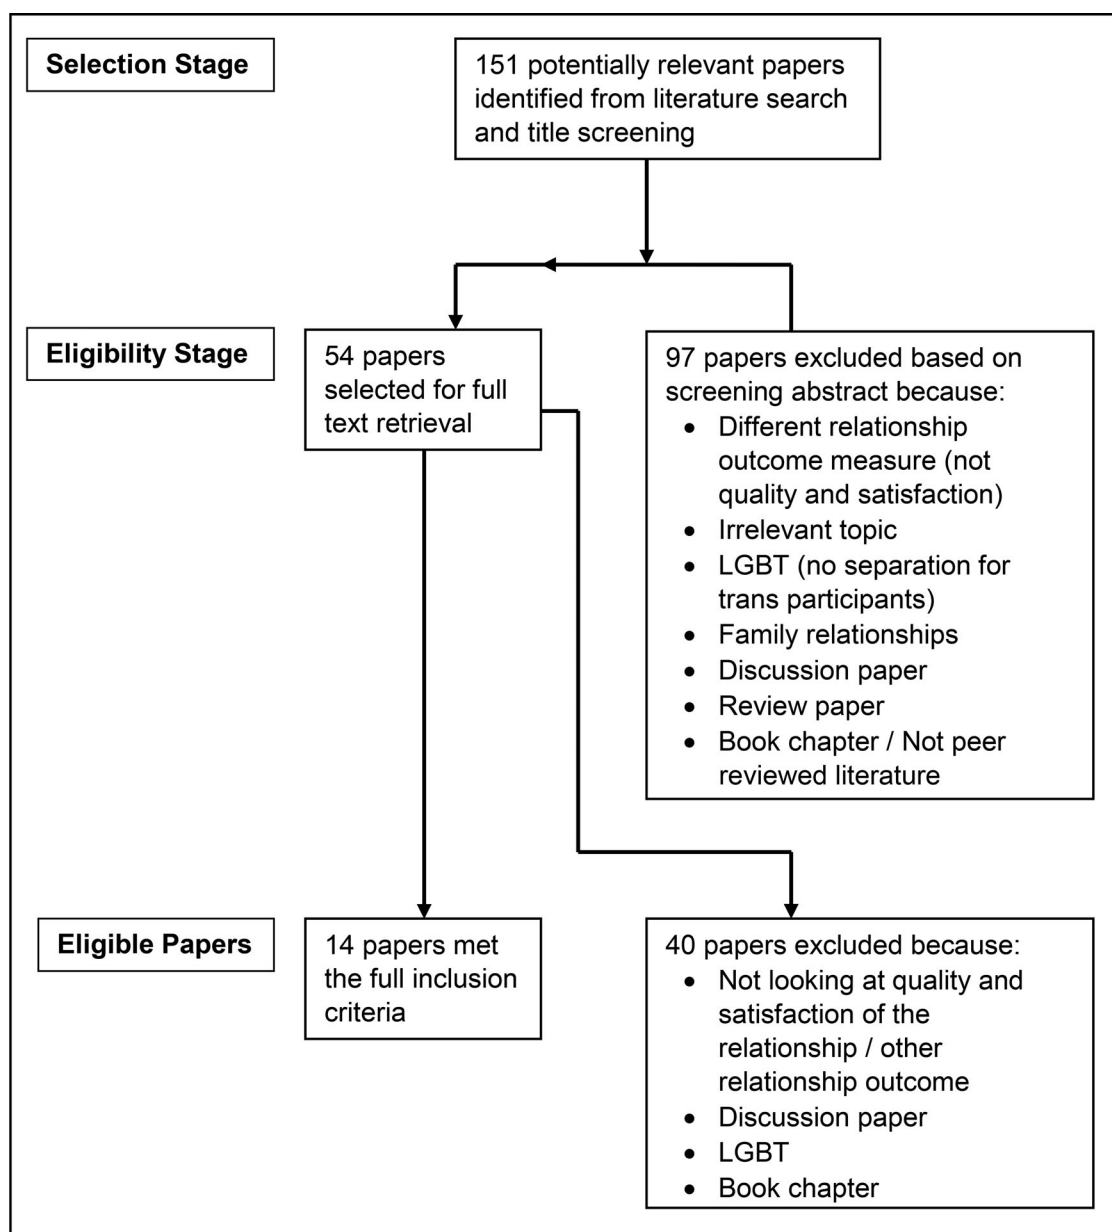 Selection Stage
151 potentially relevant papers
identified from literature search
and title screening
Eligibility Stage
54 papers
selected for full
text retrieval
97 papers excluded based on
screening abstract because:
• Different relationship
outcome measure (not
quality and satisfaction)
• Irrelevant topic
• LGBT (no separation for
trans participants)
• Family relationships
• Discussion paper
• Review paper
• Book chapter / Not peer
reviewed literature
Eligible Papers
14 papers met
the full inclusion
criteria
40 papers excluded because:
• Not looking at quality and
satisfaction of the
relationship / other
relationship outcome
• Discussion paper
• LGBT
• Book chapter